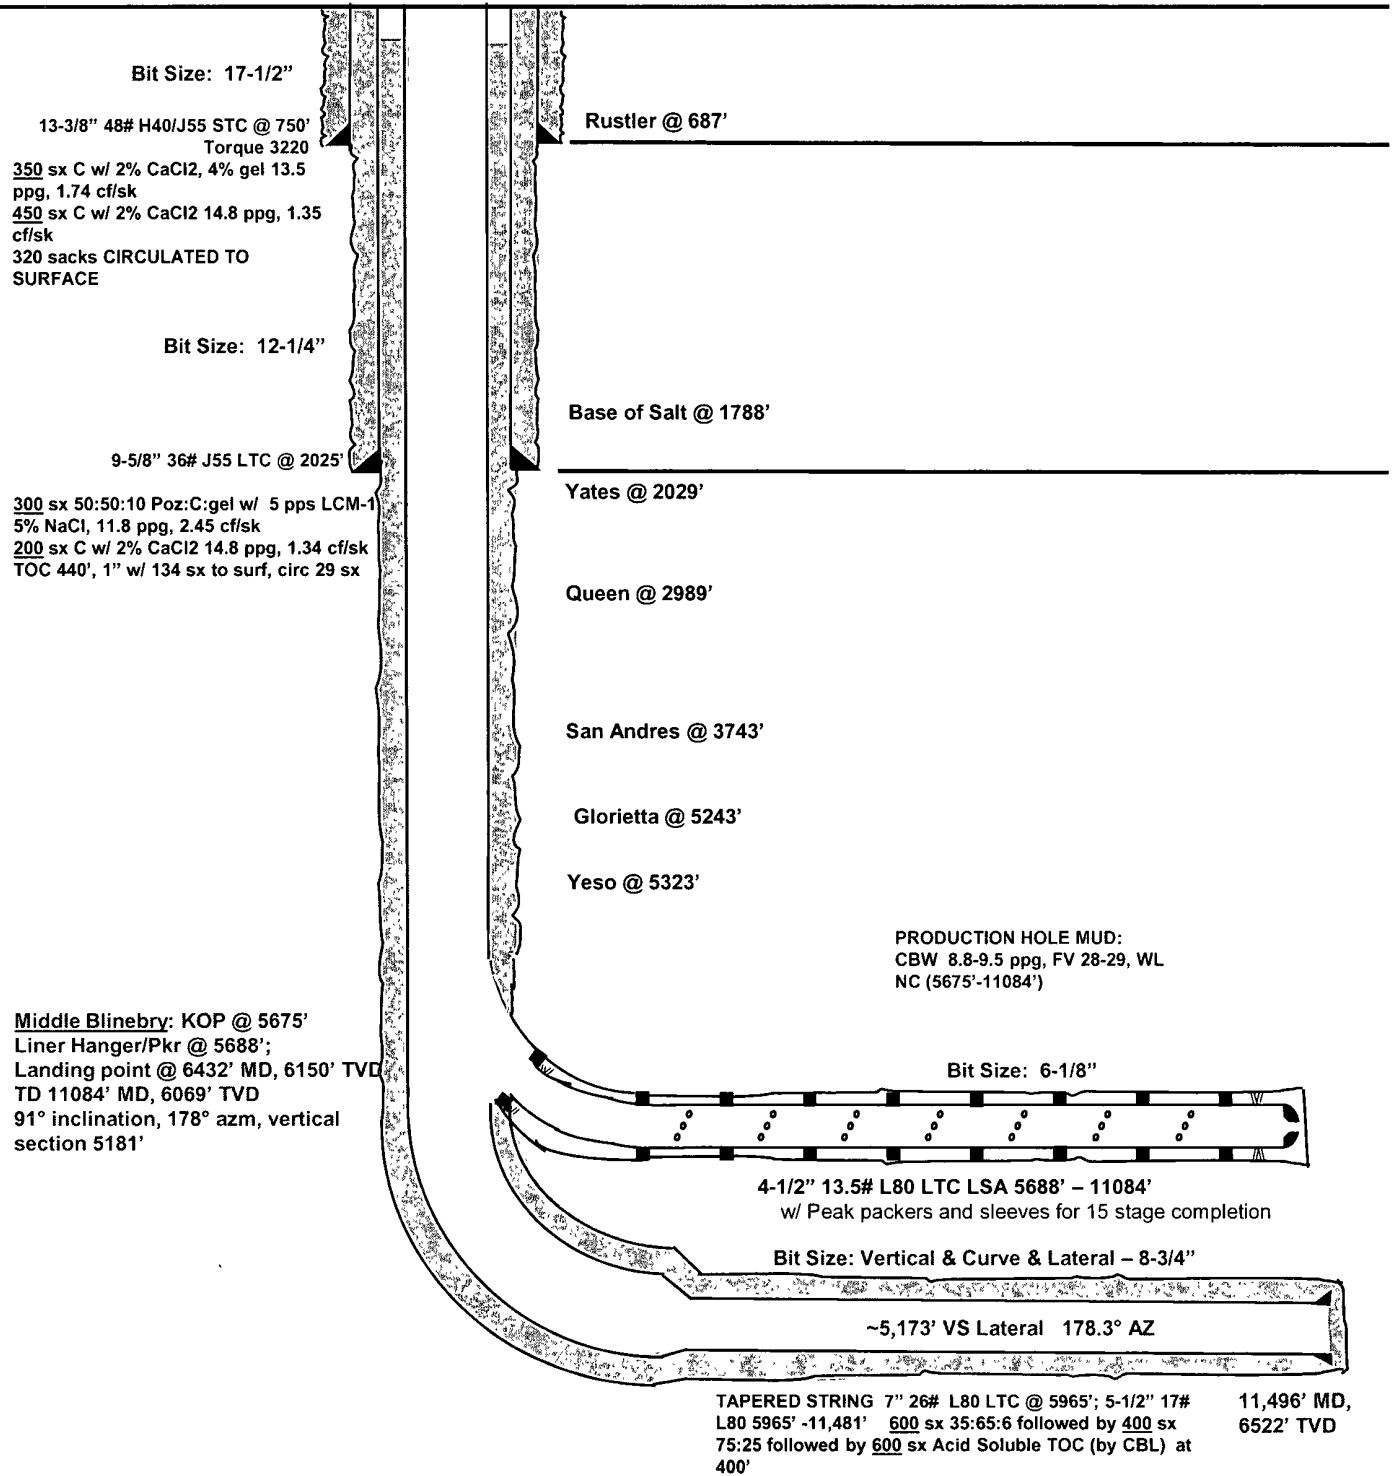 Bit Size: 17-1/2”
13-3/8” 48# H40/J55 STC @ 750’
Torque 3220
350 sx C w/ 2% CaCl2, 4% gel 13.5
ppg, 1.74 cf/sk
450 sx C w/ 2% CaCl2 14.8 ppg, 1.35
cf/sk
320 sacks CIRCULATED TO
SURFACE
Rustler @ 687’
Bit Size: 12-1/4”
Base of Salt @ 1788’
9-5/8” 36# J55 LTC @ 2025’
300 sx 50:50:10 Poz:C:gel w/ 5 pps LCM-1
5% NaCl, 11.8 ppg, 2.45 cf/sk
200 sx C w/ 2% CaCl2 14.8 ppg, 1.34 cf/sk
TOC 440', 1” w/ 134 sx to surf, circ 29 sx
Yates @ 2029’
Queen @ 2989’
San Andres @ 3743’
Glorietta @ 5243’
Yeso @ 5323’
PRODUCTION HOLE MUD:
CBW 8.8-9.5 ppg, FV 28-29, WL
NC (5675’-11084’)
Middle Blinebry: KOP @ 5675’
Liner Hanger/Pkr @ 5688’;
Landing point @ 6432’ MD, 6150’ TVD
TD 11084’ MD, 6069’ TVD
91° inclination, 178° azm, vertical
section 5181’
Bit Size: 6-1/8”
4-1/2” 13.5# L80 LTC LSA 5688’ – 11084’
w/ Peak packers and sleeves for 15 stage completion
Bit Size: Vertical & Curve & Lateral – 8-3/4”
~5,173’ VS Lateral 178.3° AZ
TAPERED STRING 7” 26# L80 LTC @ 5965’; 5-1/2” 17#
L80 5965’ -11,481’ 600 sx 35:65:6 followed by 400 sx
75:25 followed by 600 sx Acid Soluble TOC (by CBL) at
400’
11,496’ MD,
6522’ TVD